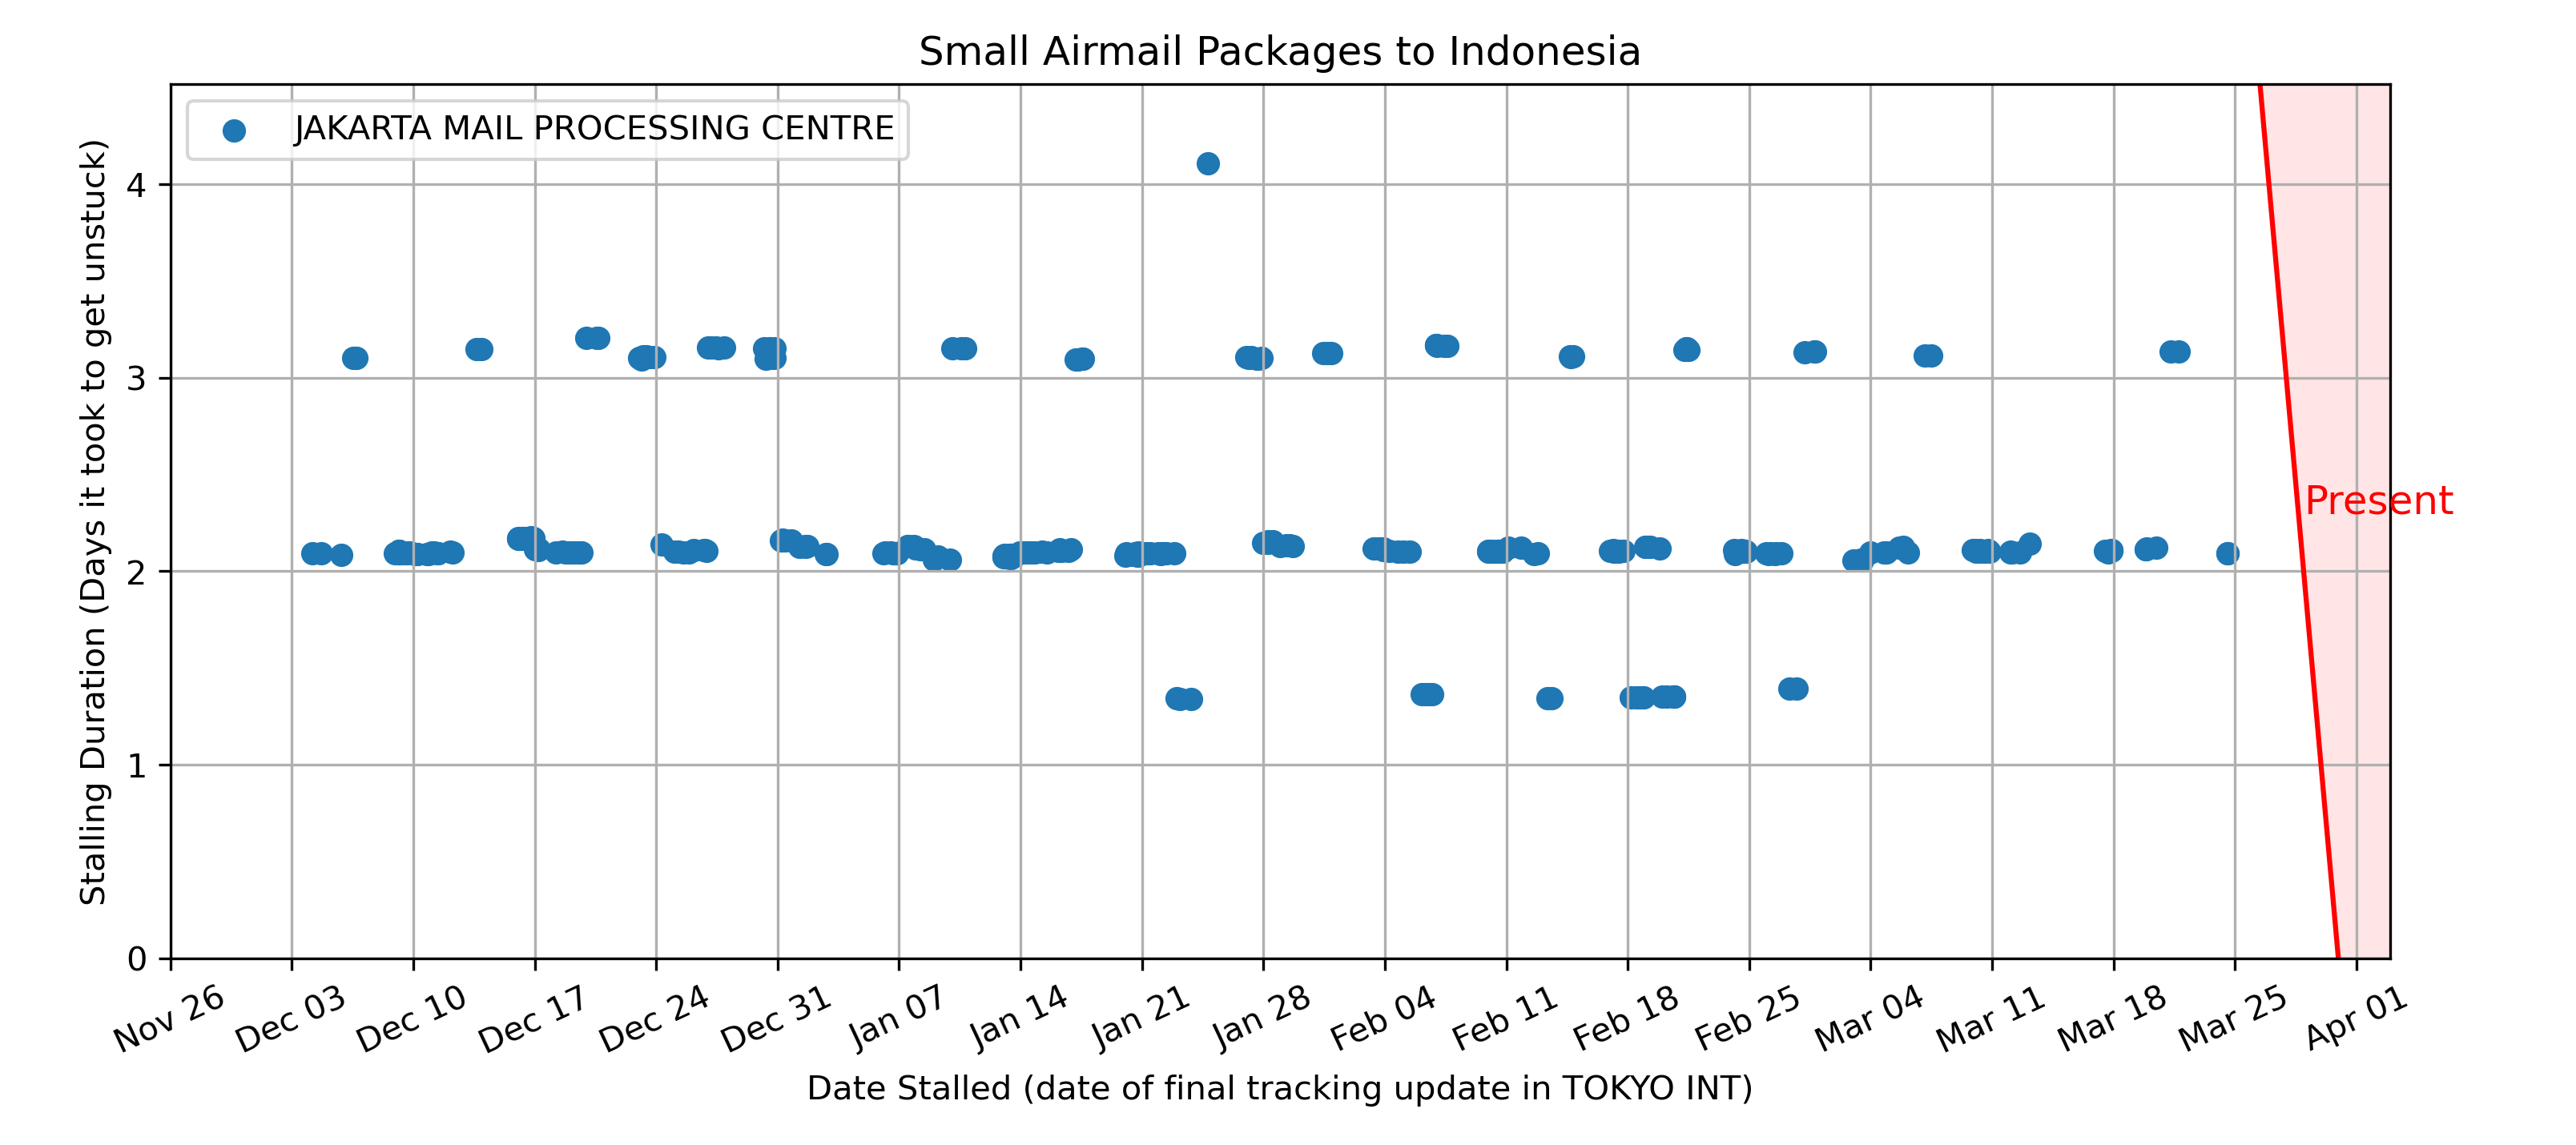 Small Airmail Packages to Indonesia
JAKARTA MAIL PROCESSING CENTRE
Stalling Duration (Days it took to get unstuck)
4
3
2
1
0
Present
Nov 26
Dec 03
Dec 10
Dec 17
Dec 24
Dec 31
Jan 07
Jan 14
Jan 21
Jan 28
Feb 04
Feb 11
Feb 18
Feb 25
Mar 04
Mar 11
Mar 18
Mar 25
Apr 01
Date Stalled (date of final tracking update in TOKYO INT)